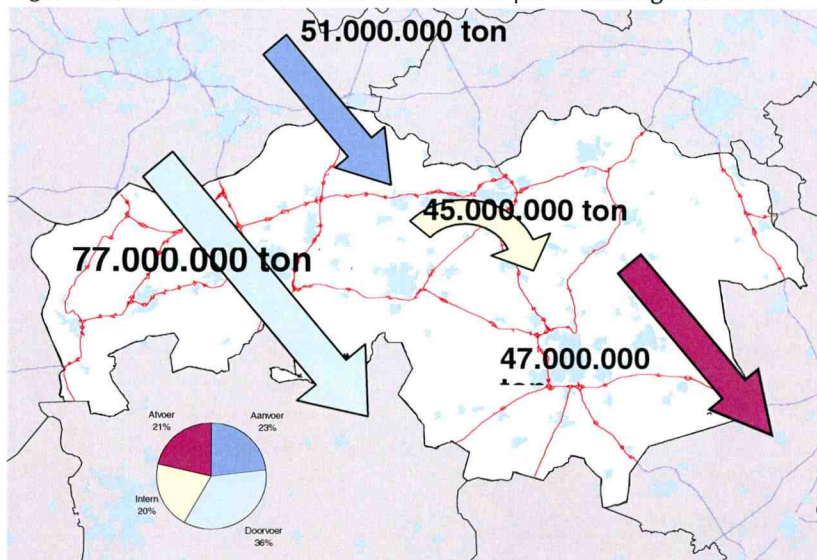 51.000.000 ton
45.000.000 ton
77.000.000 ton
47.000.000
Afvoer
21%
Aanvoer
23%
Intern
20%
Doorvoer
36%